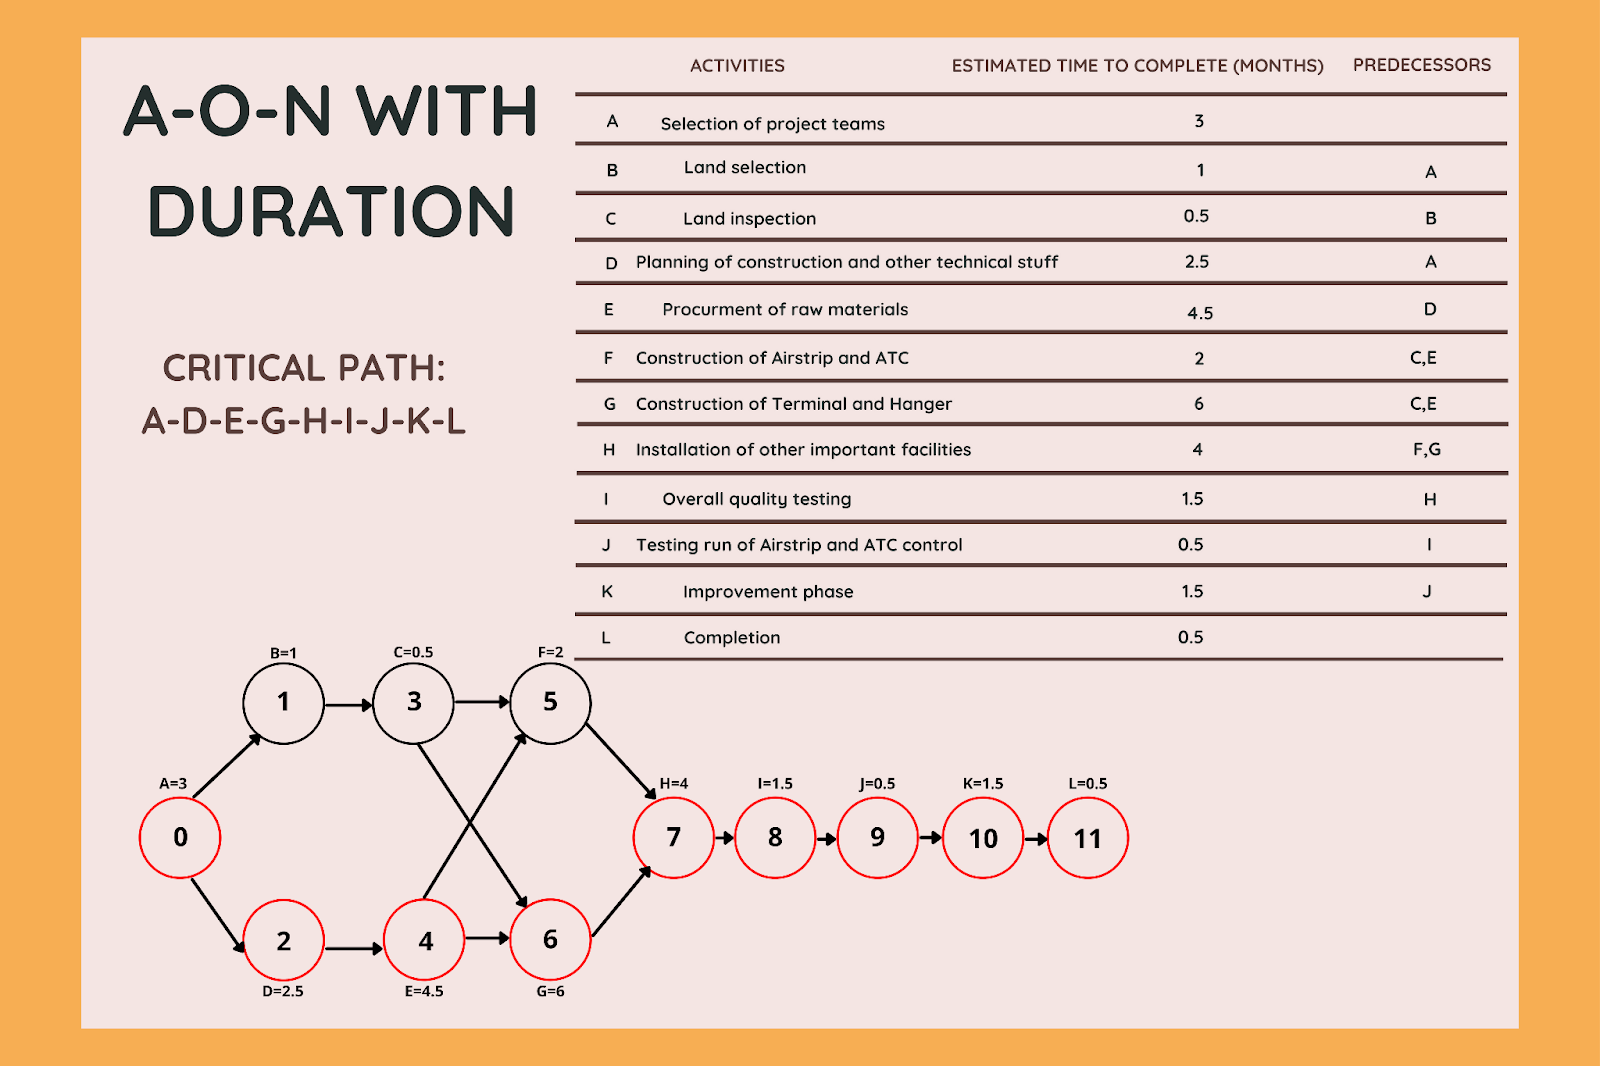 A-O-N WITH
DURATION
CRITICAL PATH:
A-D-E-G-H-I-J-K-L
ACTIVITIES ESTIMATED TIME TO COMPLETE (MONTHS) PREDECESSORS
A Selection of project teams 3
B Land selection 1 A
C Land inspection 0.5 B
D Planning of construction and other technical stuff 2.5 A
E Procurment of raw materials 4.5 D
F Construction of Airstrip and ATC 2 C,E
G Construction of Terminal and Hanger 6 C,E
H Installation of other important facilities 4 F,G
I Overall quality testing 1.5 H
J Testing run of Airstrip and ATC control 0.5 I
K Improvement phase 1.5 J
L Completion 0.5
B=1 C=0.5 F=2
1 3 5
A=3 H=4 I=1.5 J=0.5 K=1.5 L=0.5
0 7 8 9 10 11
2 4 6
D=2.5 E=4.5 G=6